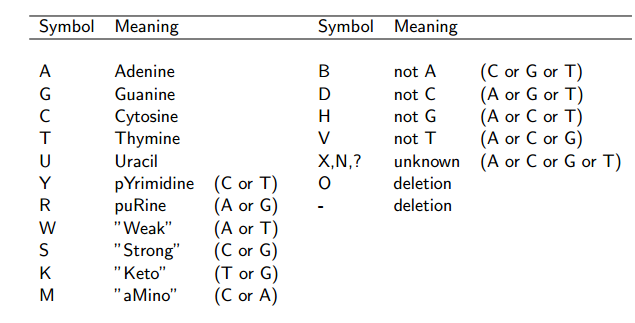 Symbol Meaning Symbol Meaning
A Adenine B not A (C or G or T)
G Guanine D not C (A or G or T)
C Cytosine H not G (A or C or T)
T Thymine V not T (A or C or G)
U Uracil X,N,? unknown (A or C or G or T)
Y pYrimidine (C or T) O deletion
R puRine (A or G) - deletion
W "Weak" (A or T)
S "Strong" (C or G)
K "Keto" (T or G)
M "aMino" (C or A)